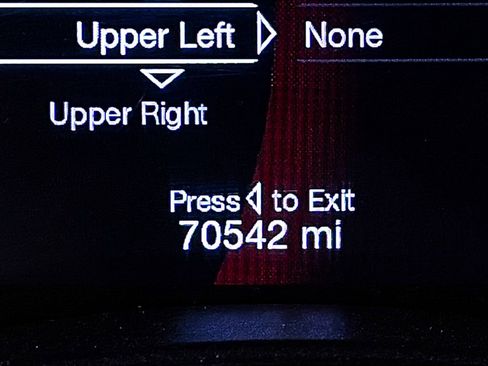 Upper Left None
Upper Right
Press to Exit
70542 mi